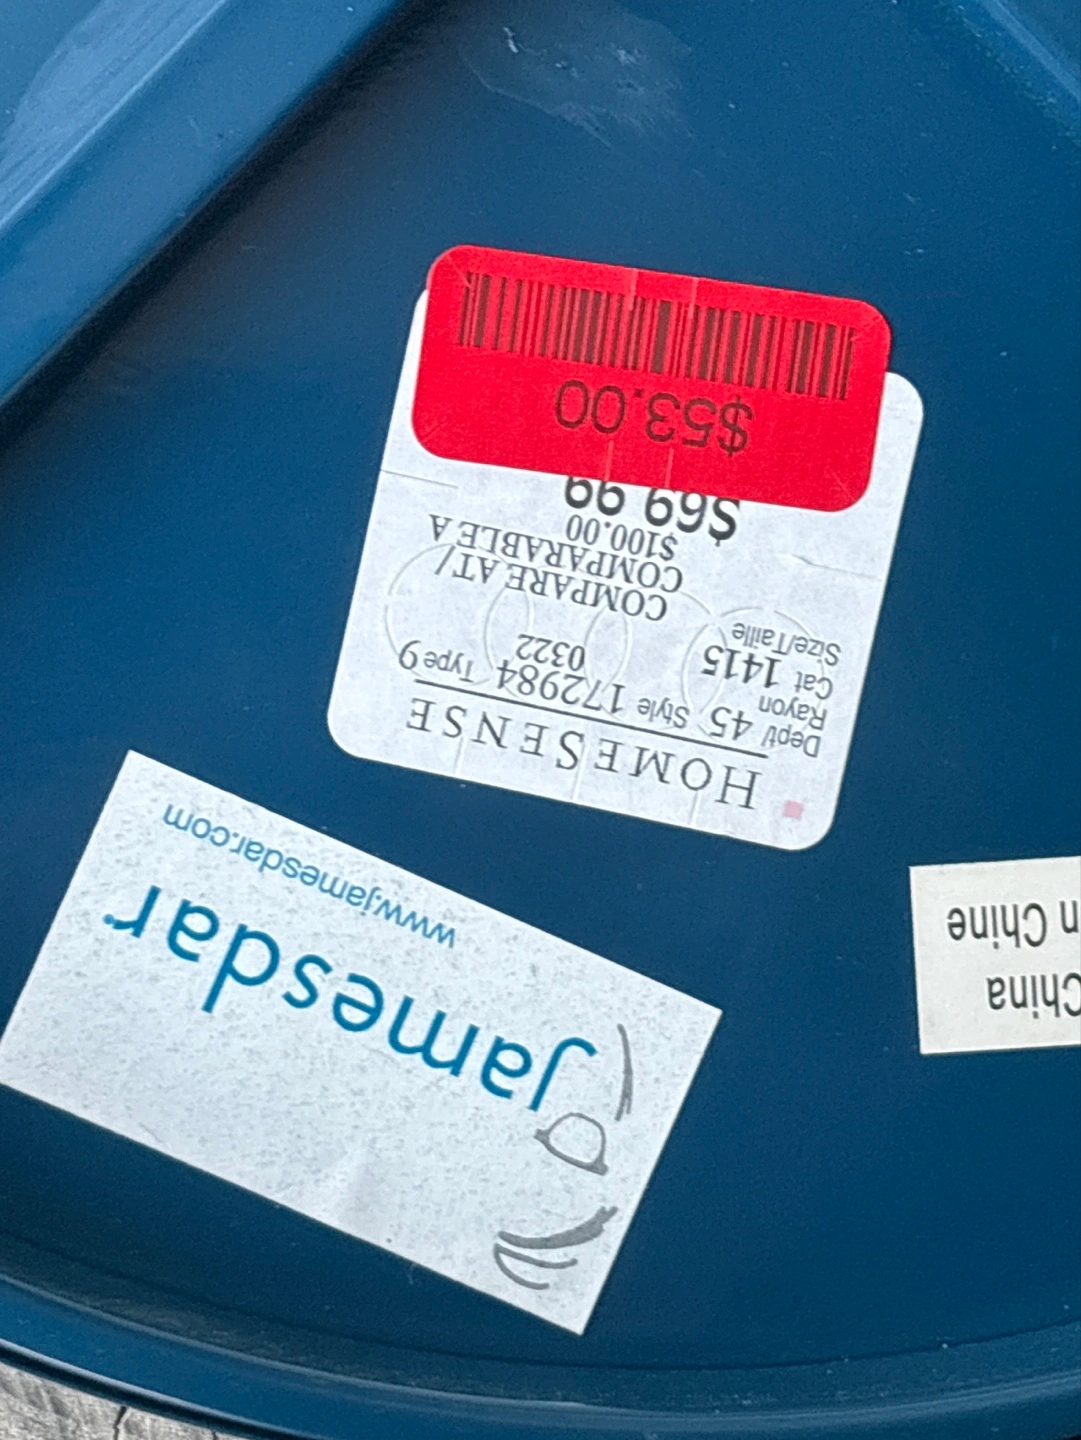 HOMESENSE
Dept/ 45 Style 172984 Type 9
Rayon 0322
Cat 1415
Size/Taille
COMPARE AT/
COMPARABLE A
$100.00
$69.99
$53.00
jamesdar
www.jamesdar.com
China
n Chine